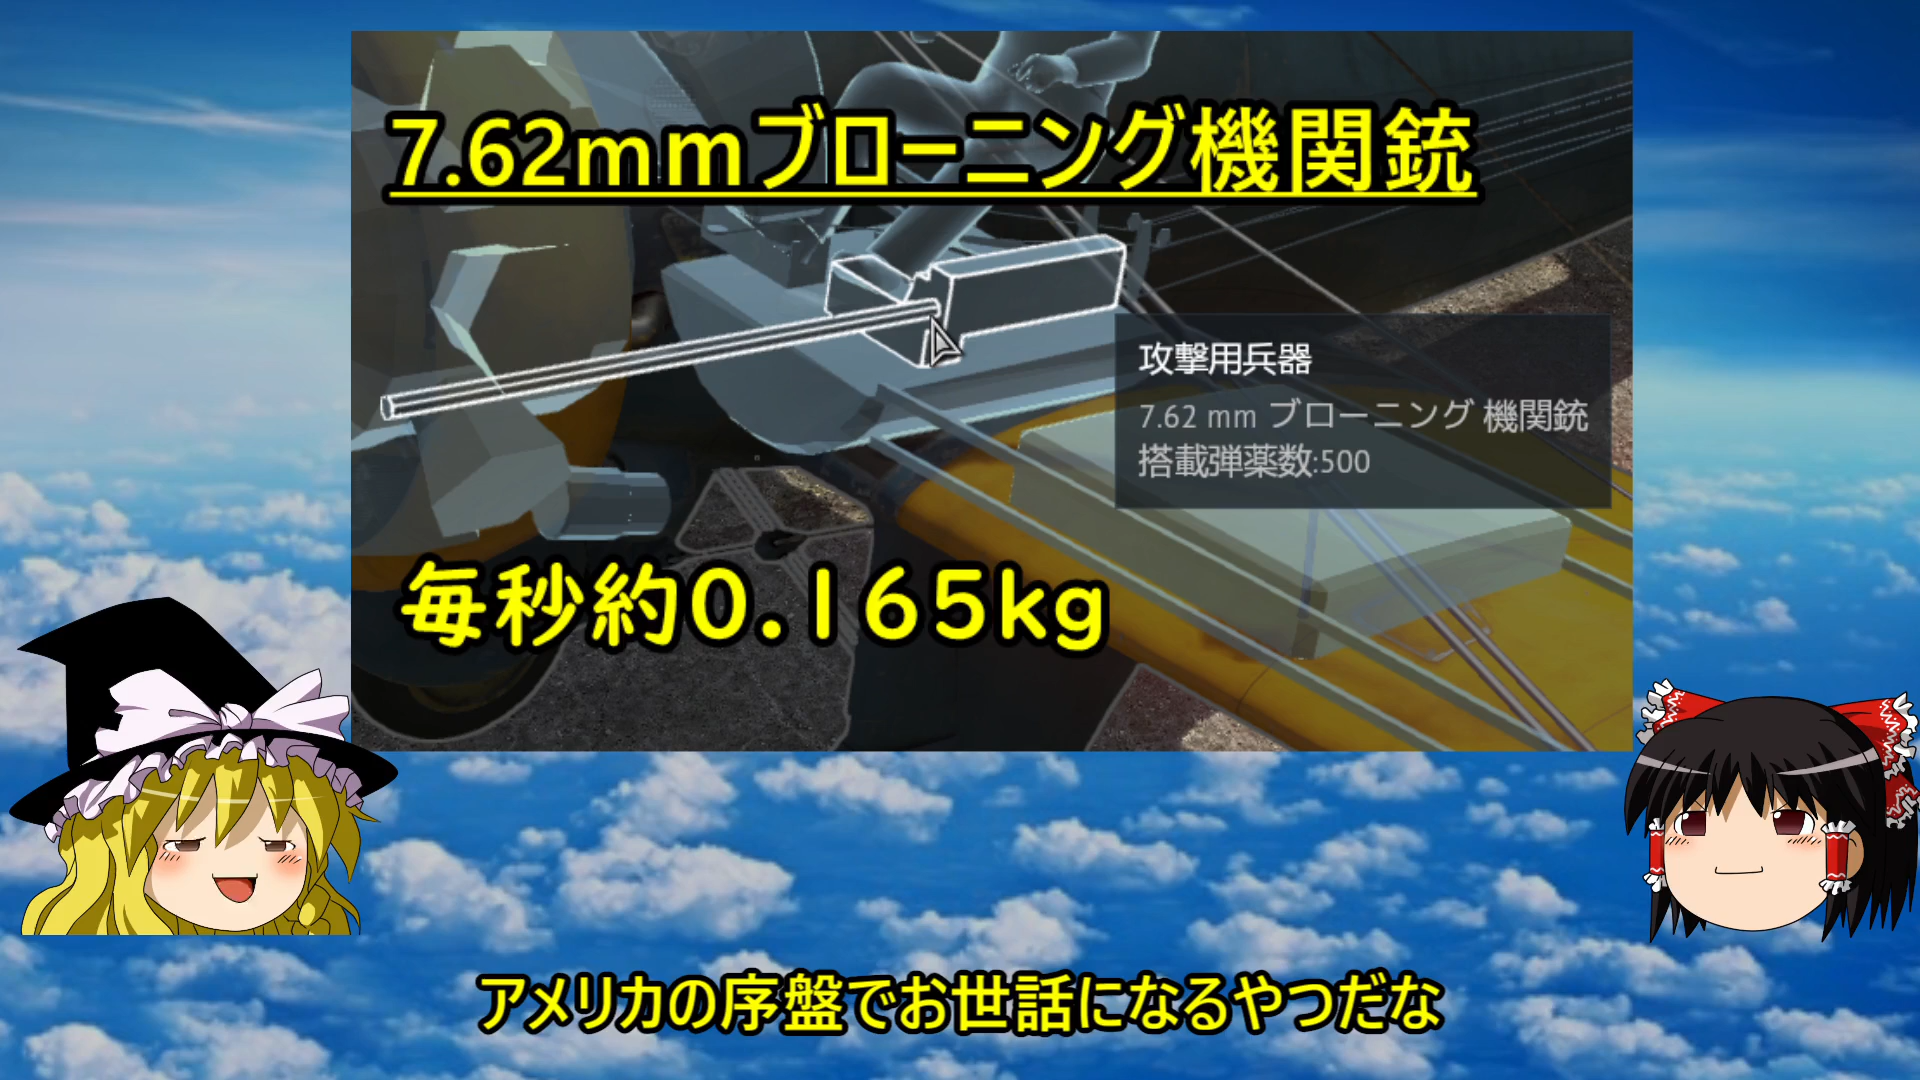 7.62mmブローニング機関銃
攻撃用兵器
7.62 mm ブローニング 機関銃
搭載弾薬数:500
毎秒約0.165kg
アメリカの序盤でお世話になるやつだな